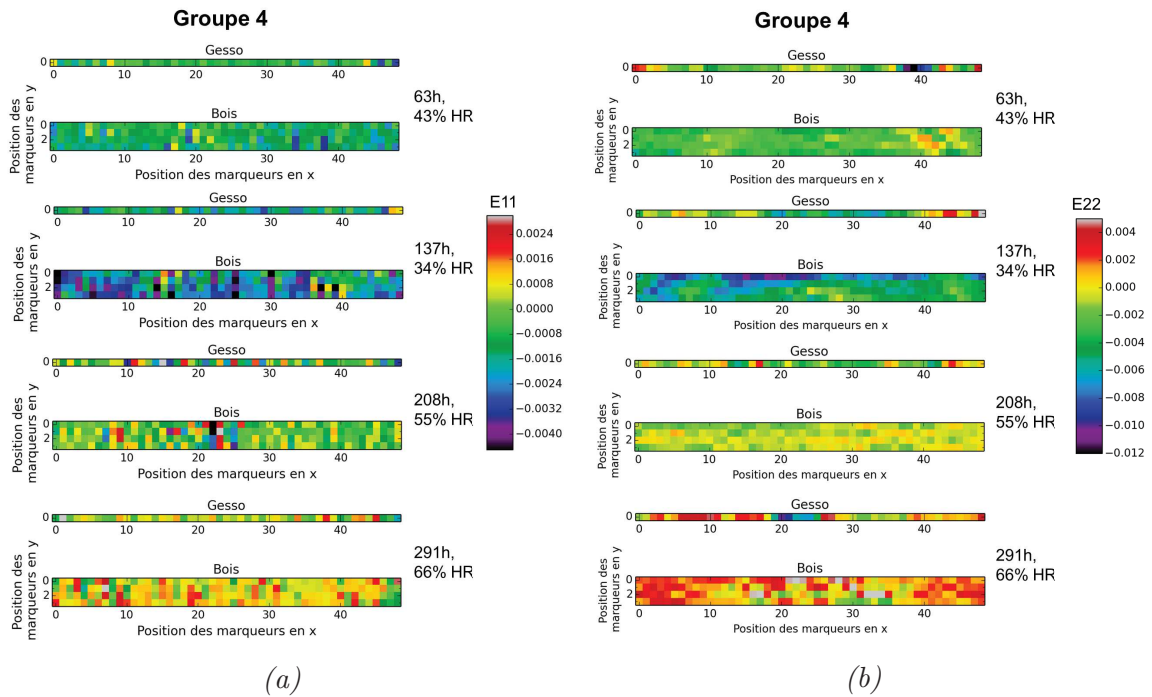 Groupe 4
Gesso
0
0 10 20 30 40
63h,
43% HR
Bois
0
2
0 10 20 30 40
Position des marqueurs en x
Position des
marqueurs en y
Gesso
0
0 10 20 30 40
137h,
34% HR
Bois
0
2
0 10 20 30 40
Position des marqueurs en x
Position des
marqueurs en y
Gesso
0
0 10 20 30 40
208h,
55% HR
Bois
0
2
0 10 20 30 40
Position des marqueurs en x
Position des
marqueurs en y
Gesso
0
0 10 20 30 40
291h,
66% HR
Bois
0
2
0 10 20 30 40
Position des marqueurs en x
Position des
marqueurs en y
E11
0.0024
0.0016
0.0008
0.0000
−0.0008
−0.0016
−0.0024
−0.0032
−0.0040
(a)
Groupe 4
Gesso
0
0 10 20 30 40
63h,
43% HR
Bois
0
2
0 10 20 30 40
Position des marqueurs en x
Position des
marqueurs en y
Gesso
0
0 10 20 30 40
137h,
34% HR
Bois
0
2
0 10 20 30 40
Position des marqueurs en x
Position des
marqueurs en y
Gesso
0
0 10 20 30 40
208h,
55% HR
Bois
0
2
0 10 20 30 40
Position des marqueurs en x
Position des
marqueurs en y
Gesso
0
0 10 20 30 40
291h,
66% HR
Bois
0
2
0 10 20 30 40
Position des marqueurs en x
Position des
marqueurs en y
E22
0.004
0.002
0.000
−0.002
−0.004
−0.006
−0.008
−0.010
−0.012
(b)